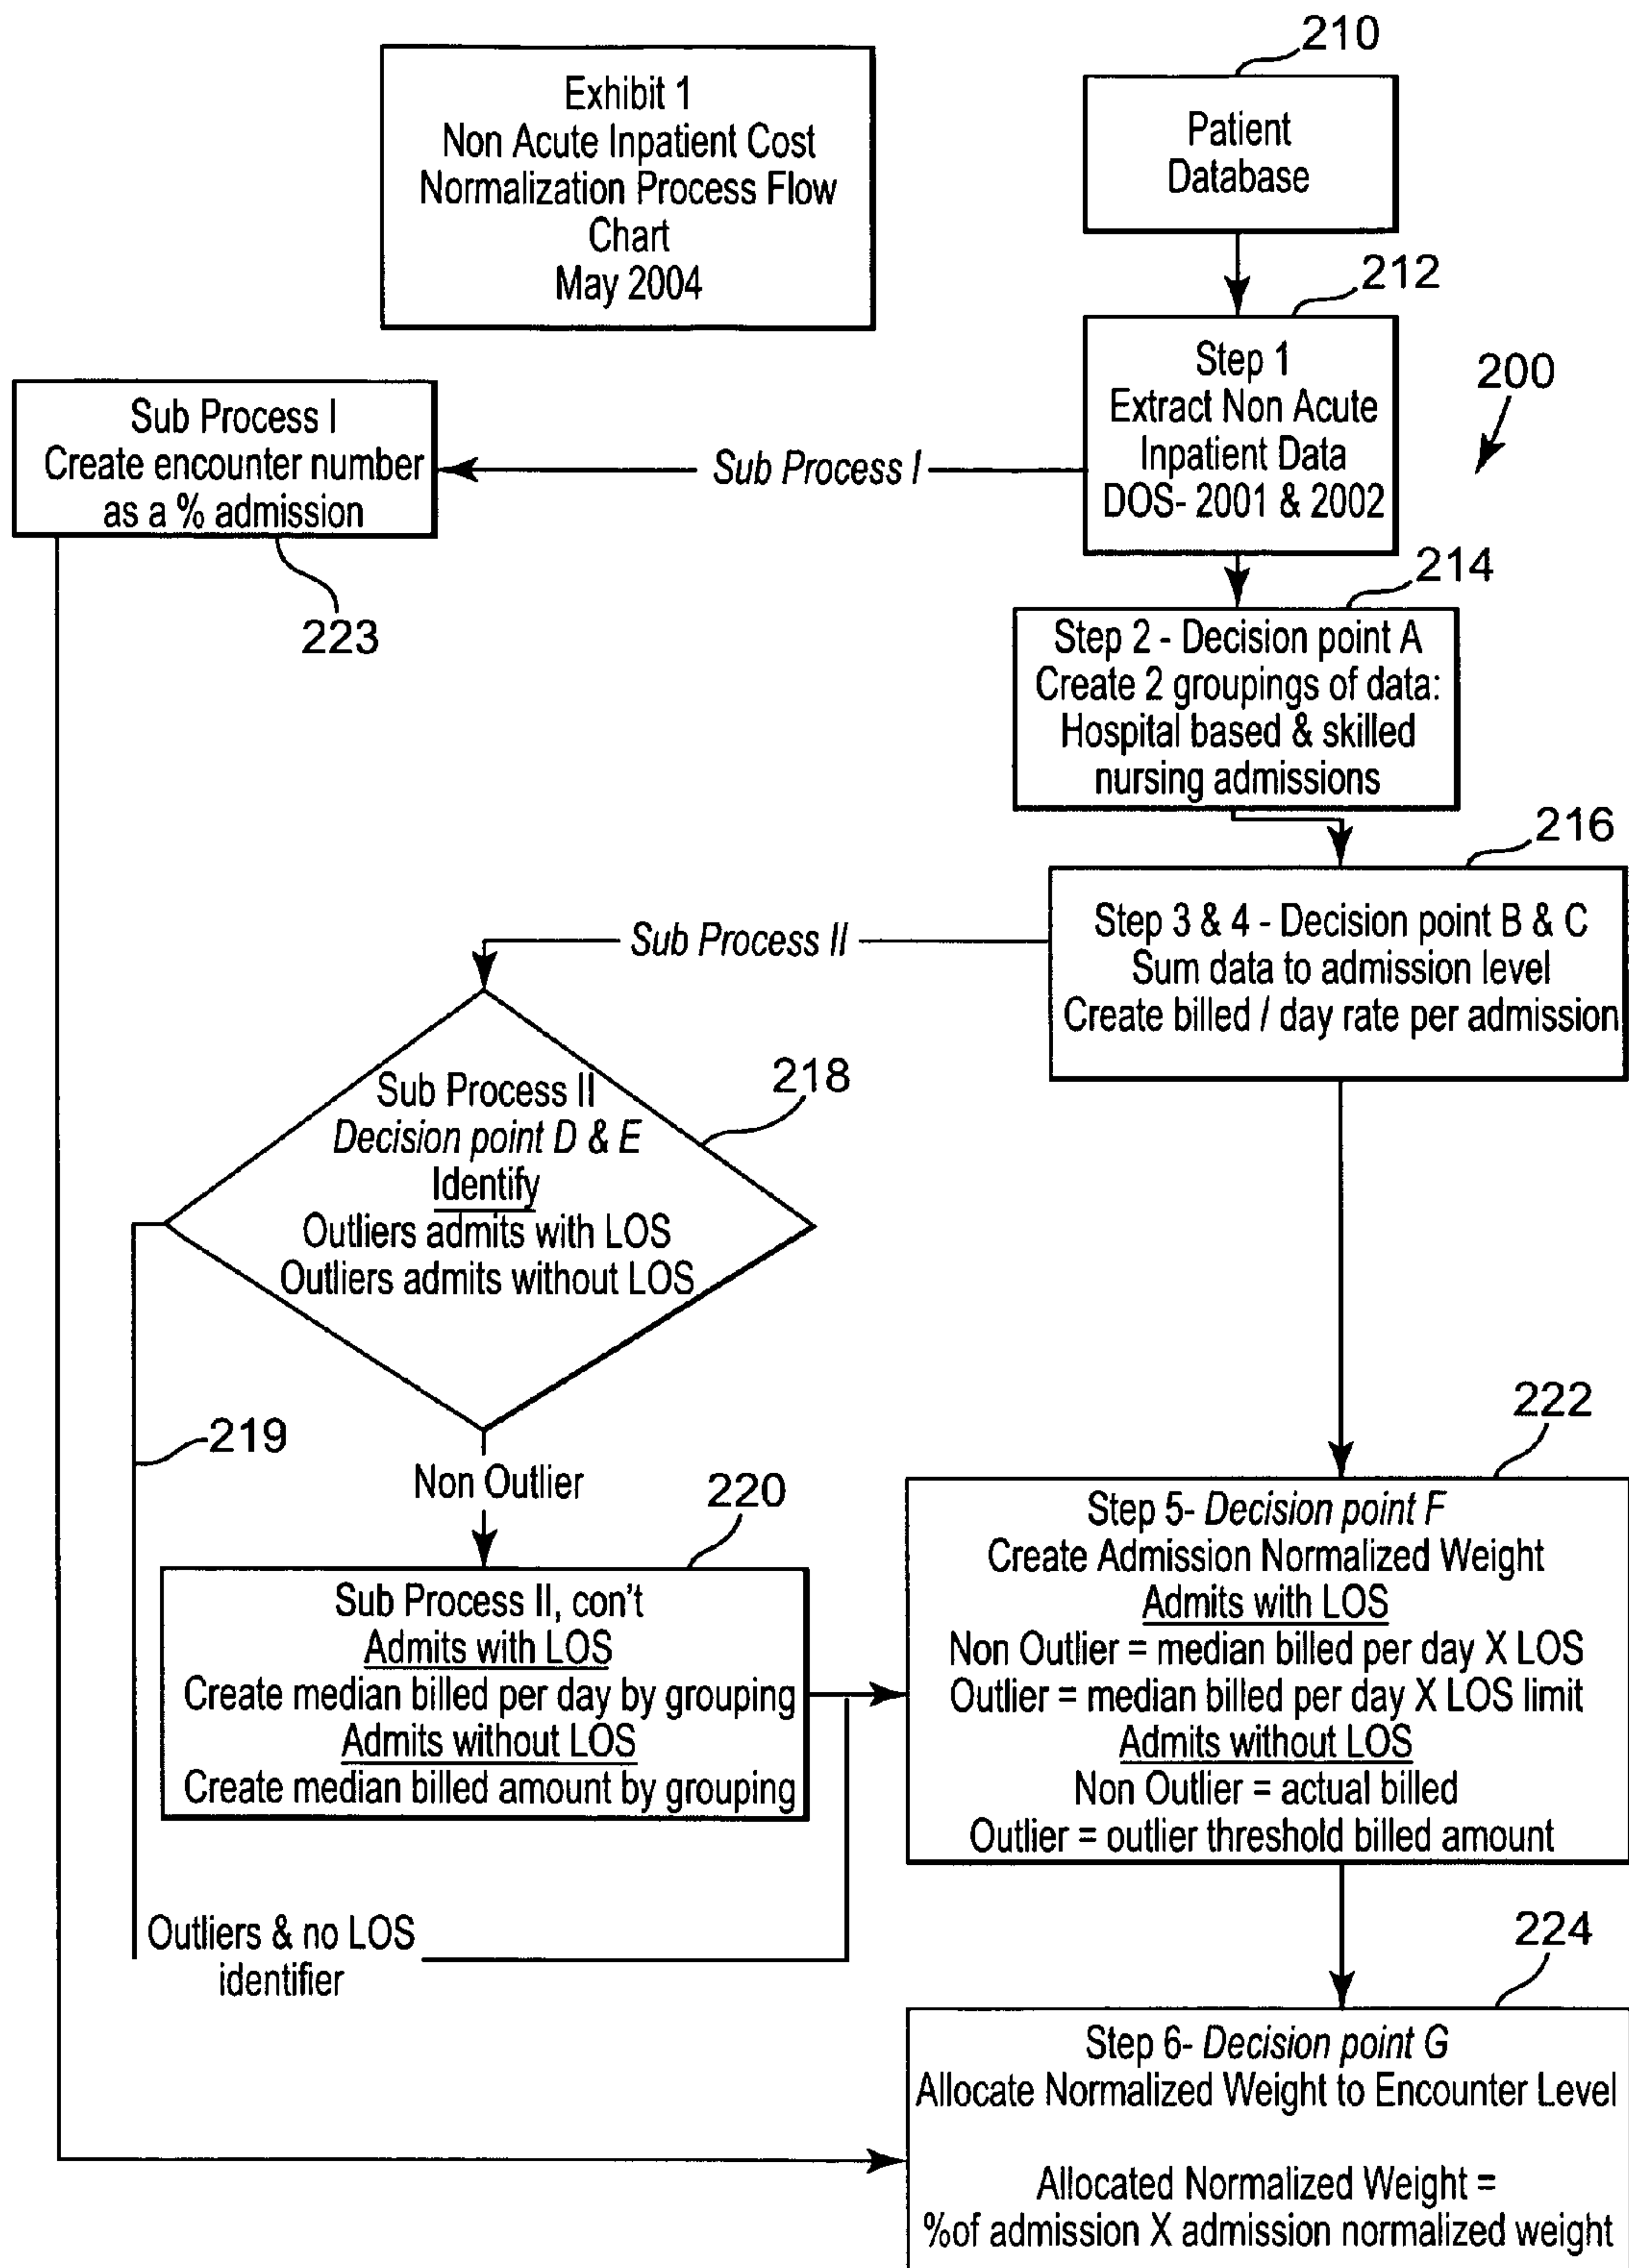 210
Exhibit 1
Non Acute Inpatient Cost
Normalization Process Flow
Chart
May 2004
Patient
Database
212
Step 1
Extract Non Acute
Inpatient Data
DOS- 2001 & 2002
200
Sub Process I
Create encounter number
as a % admission
Sub Process I
223
214
Step 2 - Decision point A
Create 2 groupings of data:
Hospital based & skilled
nursing admissions
216
Step 3 & 4 - Decision point B & C
Sum data to admission level
Create billed / day rate per admission
Sub Process II
218
Sub Process II
Decision point D & E
Identify
Outliers admits with LOS
Outliers admits without LOS
219
Non Outlier
220
Sub Process II, con't
Admits with LOS
Create median billed per day by grouping
Admits without LOS
Create median billed amount by grouping
222
Step 5- Decision point F
Create Admission Normalized Weight
Admits with LOS
Non Outlier = median billed per day X LOS
Outlier = median billed per day X LOS limit
Admits without LOS
Non Outlier = actual billed
Outlier = outlier threshold billed amount
Outliers & no LOS
identifier
224
Step 6- Decision point G
Allocate Normalized Weight to Encounter Level
Allocated Normalized Weight =
%of admission X admission normalized weight